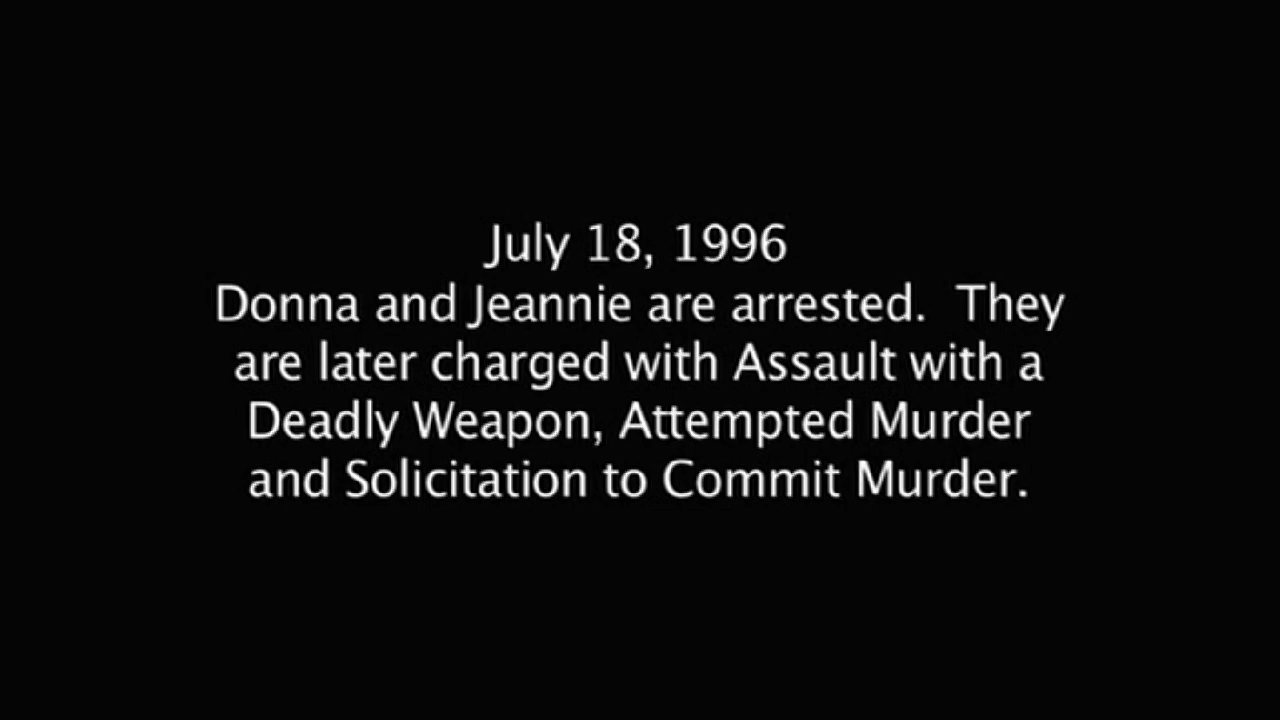 July 18, 1996
Donna and Jeannie are arrested.  They
are later charged with Assault with a
Deadly Weapon, Attempted Murder
and Solicitation to Commit Murder.